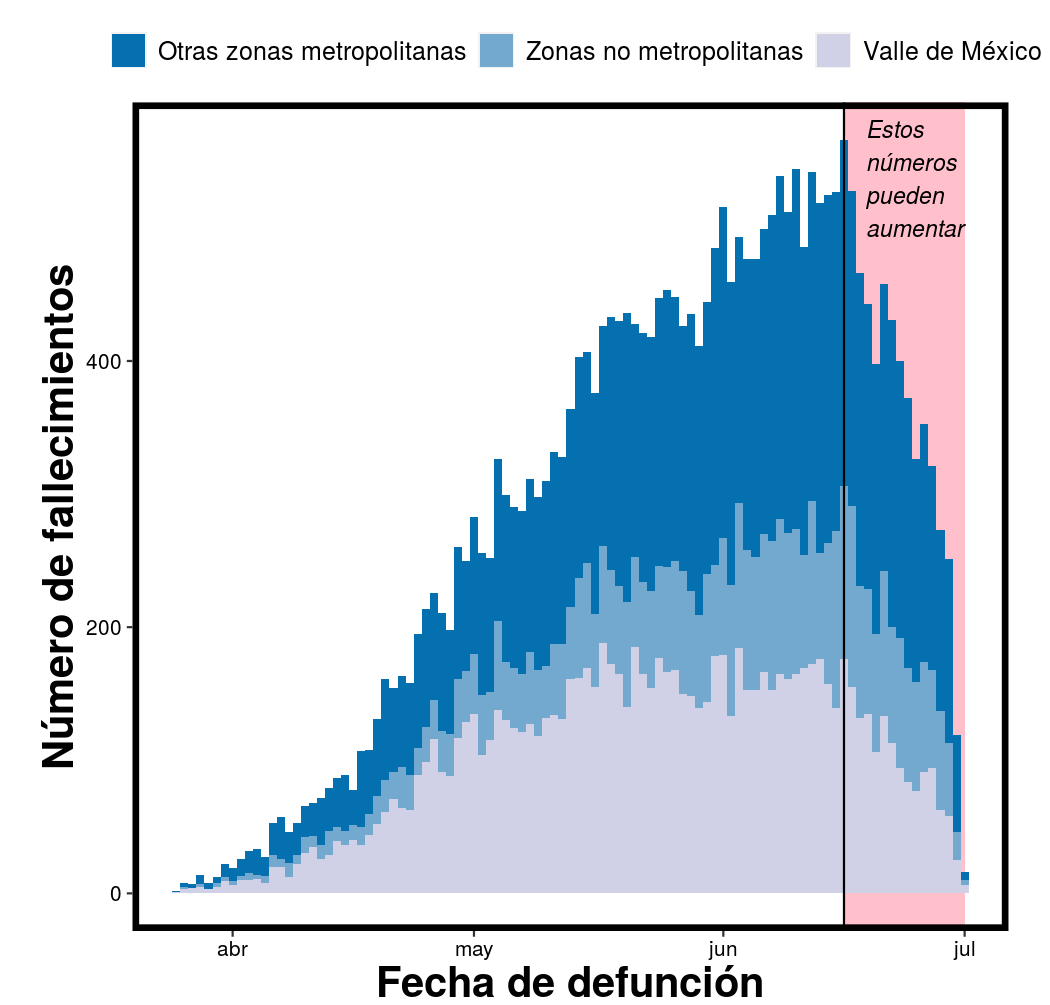 Otras zonas metropolitanas Zonas no metropolitanas Valle de México
Estos
números
pueden
aumentar
Número de fallecimientos
400
200
0
abr may jun jul
Fecha de defunción